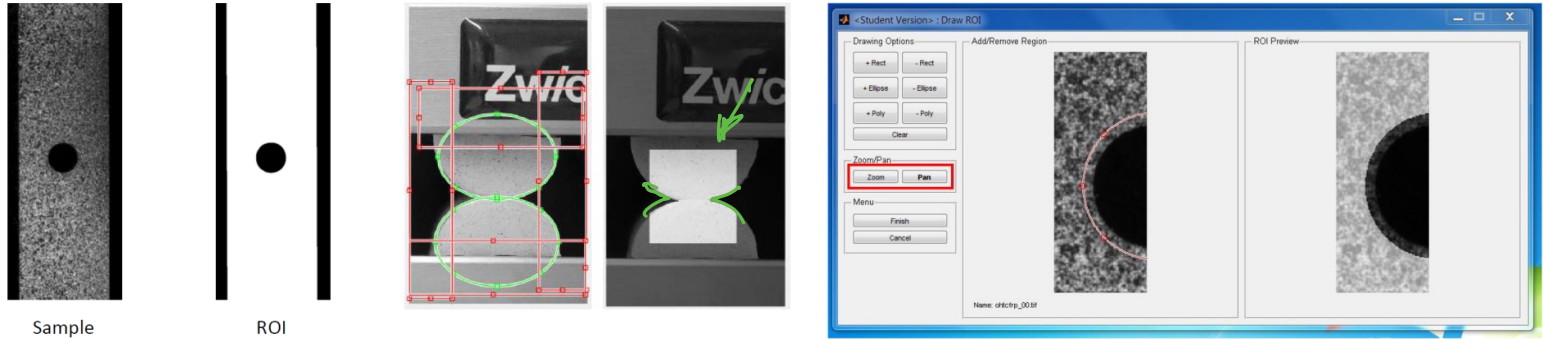 Sample
ROI
Zwic
Zwic
<Student Version> : Draw ROI
Drawing Options
+ Rect
- Rect
+ Ellipse
- Ellipse
+ Poly
- Poly
Clear
Zoom/Pan
Zoom
Pan
Menu
Finish
Cancel
Add/Remove Region
Name: ohtcfrp_00.tif
ROI Preview